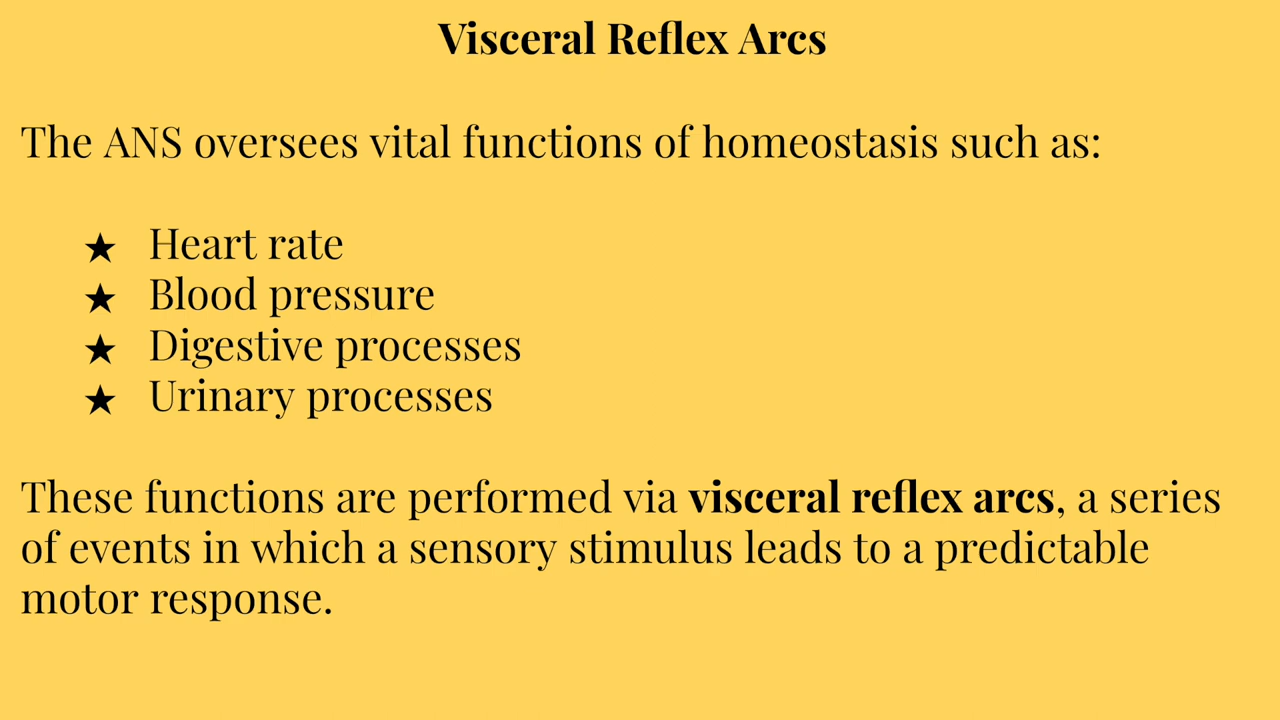 Visceral Reflex Arcs
The ANS oversees vital functions of homeostasis such as:
★ Heart rate
★ Blood pressure
★ Digestive processes
★ Urinary processes
These functions are performed via visceral reflex arcs, a series
of events in which a sensory stimulus leads to a predictable
motor response.